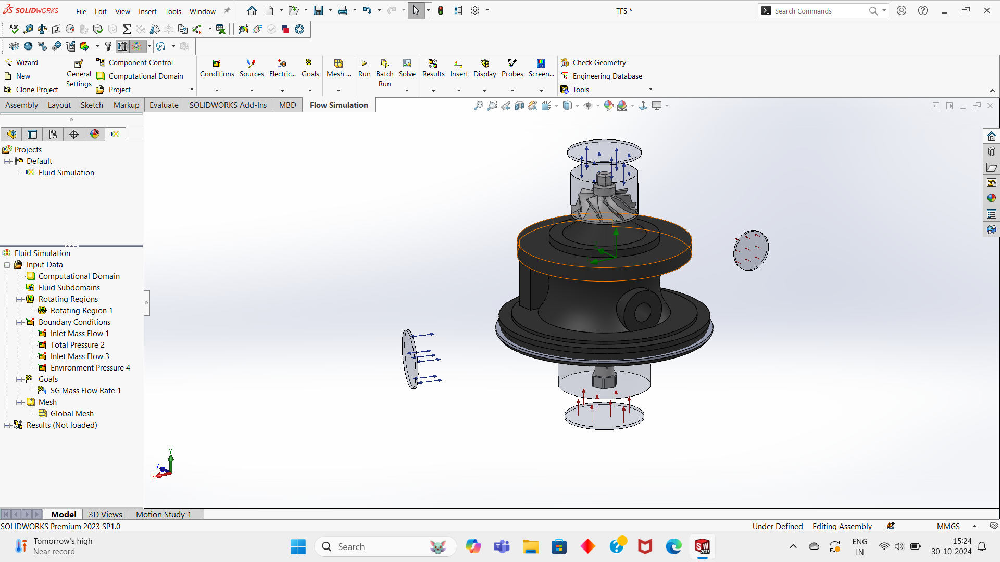 SOLIDWORKS File Edit View Insert Tools Window TFS * Search Commands
Abc
Wizard
New
Clone Project
General
Settings
Component Control
Computational Domain
Project
Conditions
Sources
Electric...
Goals
Mesh ...
Run
Batch
Run
Solve
Results
Insert
Display
Probes
Screen...
Check Geometry
Engineering Database
Tools
Assembly Layout Sketch Markup Evaluate SOLIDWORKS Add-Ins MBD Flow Simulation
Projects
Default
Fluid Simulation
Fluid Simulation
Input Data
Computational Domain
Fluid Subdomains
Rotating Regions
Rotating Region 1
Boundary Conditions
Inlet Mass Flow 1
Total Pressure 2
Inlet Mass Flow 3
Environment Pressure 4
Goals
SG Mass Flow Rate 1
Mesh
Global Mesh
Results (Not loaded)
Y
Z
X
Model 3D Views Motion Study 1
SOLIDWORKS Premium 2023 SP1.0 Under Defined Editing Assembly MMGS
Tomorrow's high
Near record
Search
SW
2023
ENG
IN
15:24
30-10-2024